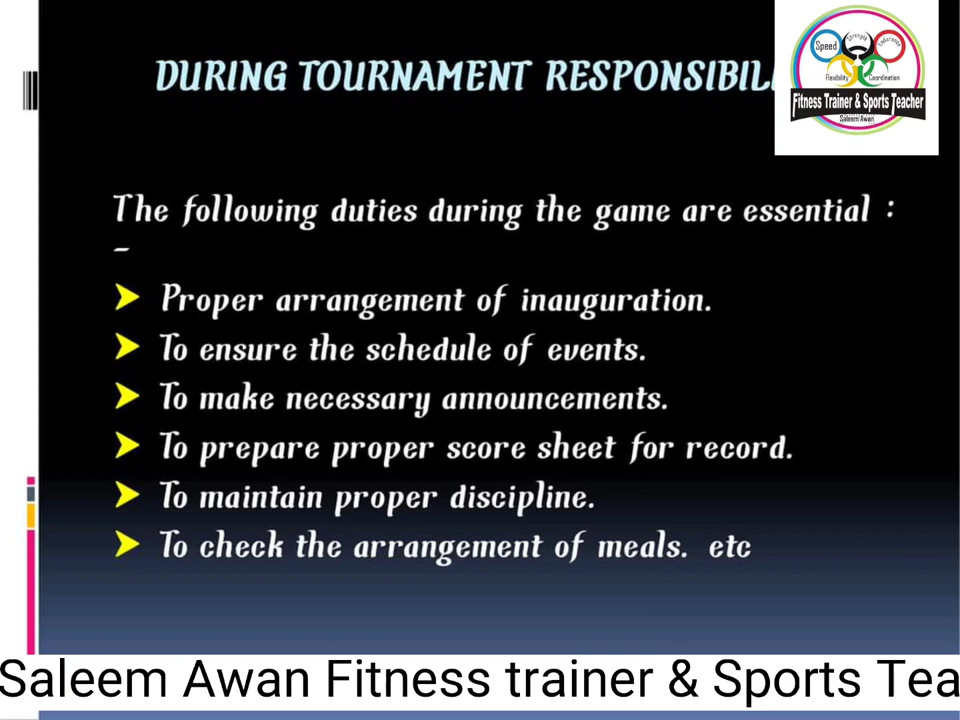 DURING TOURNAMENT RESPONSIBIL
Speed
Strength
Endurance
Flexibility
Coordination
Fitness Trainer & Sports Teacher
Saleem Awan
The following duties during the game are essential :
–
➤ Proper arrangement of inauguration.
➤ To ensure the schedule of events.
➤ To make necessary announcements.
➤ To prepare proper score sheet for record.
➤ To maintain proper discipline.
➤ To check the arrangement of meals. etc
Saleem Awan Fitness trainer & Sports Tea